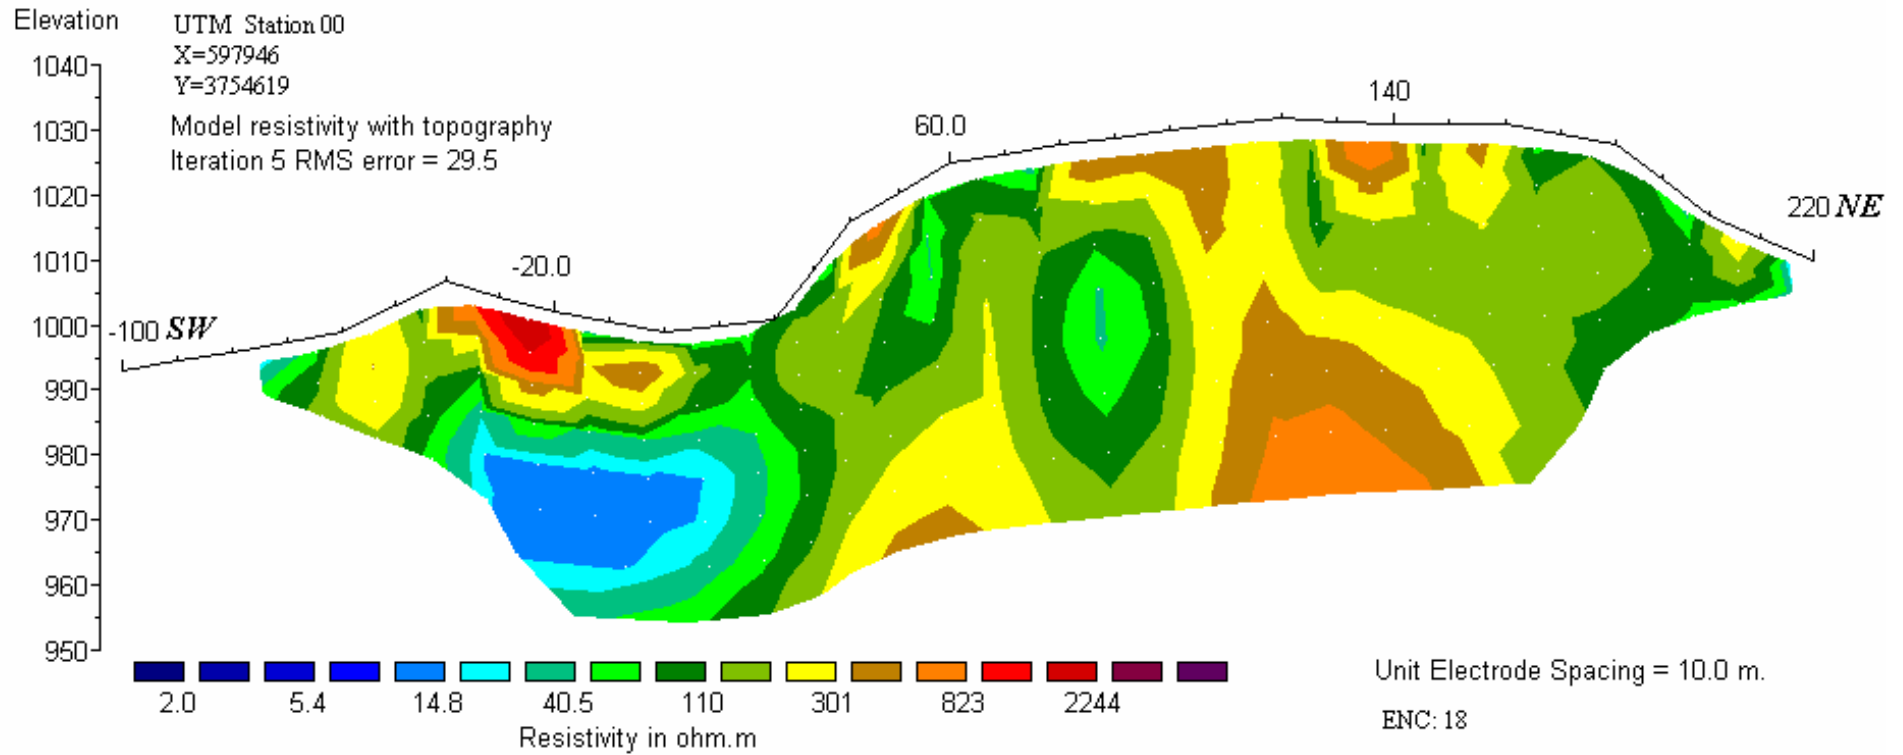 Elevation
UTM Station 00
X=597946
Y=3754619
Model resistivity with topography
Iteration 5 RMS error = 29.5
1040
1030
1020
1010
1000
990
980
970
960
950
-100 SW
-20.0
60.0
140
220 NE
2.0 5.4 14.8 40.5 110 301 823 2244
Resistivity in ohm.m
Unit Electrode Spacing = 10.0 m.
ENC: 18